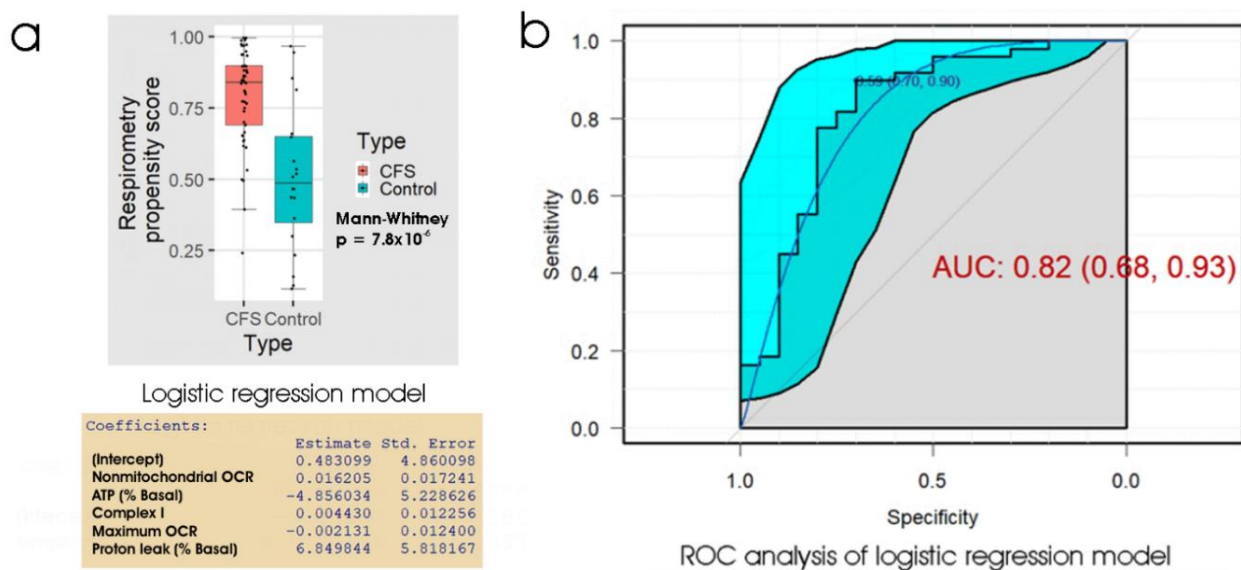 a
1.00
0.75
0.50
0.25
Respirometry
propensity score
CFS Control
Type
Type
CFS
Control
Mann-Whitney
p = 7.8x10⁻⁶
Logistic regression model
Coefficients:
Estimate Std. Error
(Intercept) 0.483099 4.860098
Nonmitochondrial OCR 0.016205 0.017241
ATP (% Basal) -4.856034 5.228626
Complex I 0.004430 0.012256
Maximum OCR -0.002131 0.012400
Proton leak (% Basal) 6.849844 5.818167
b
1.0
0.8
0.6
0.4
0.2
0.0
Sensitivity
(0.70, 0.90)
AUC: 0.82 (0.68, 0.93)
1.0 0.5 0.0
Specificity
ROC analysis of logistic regression model